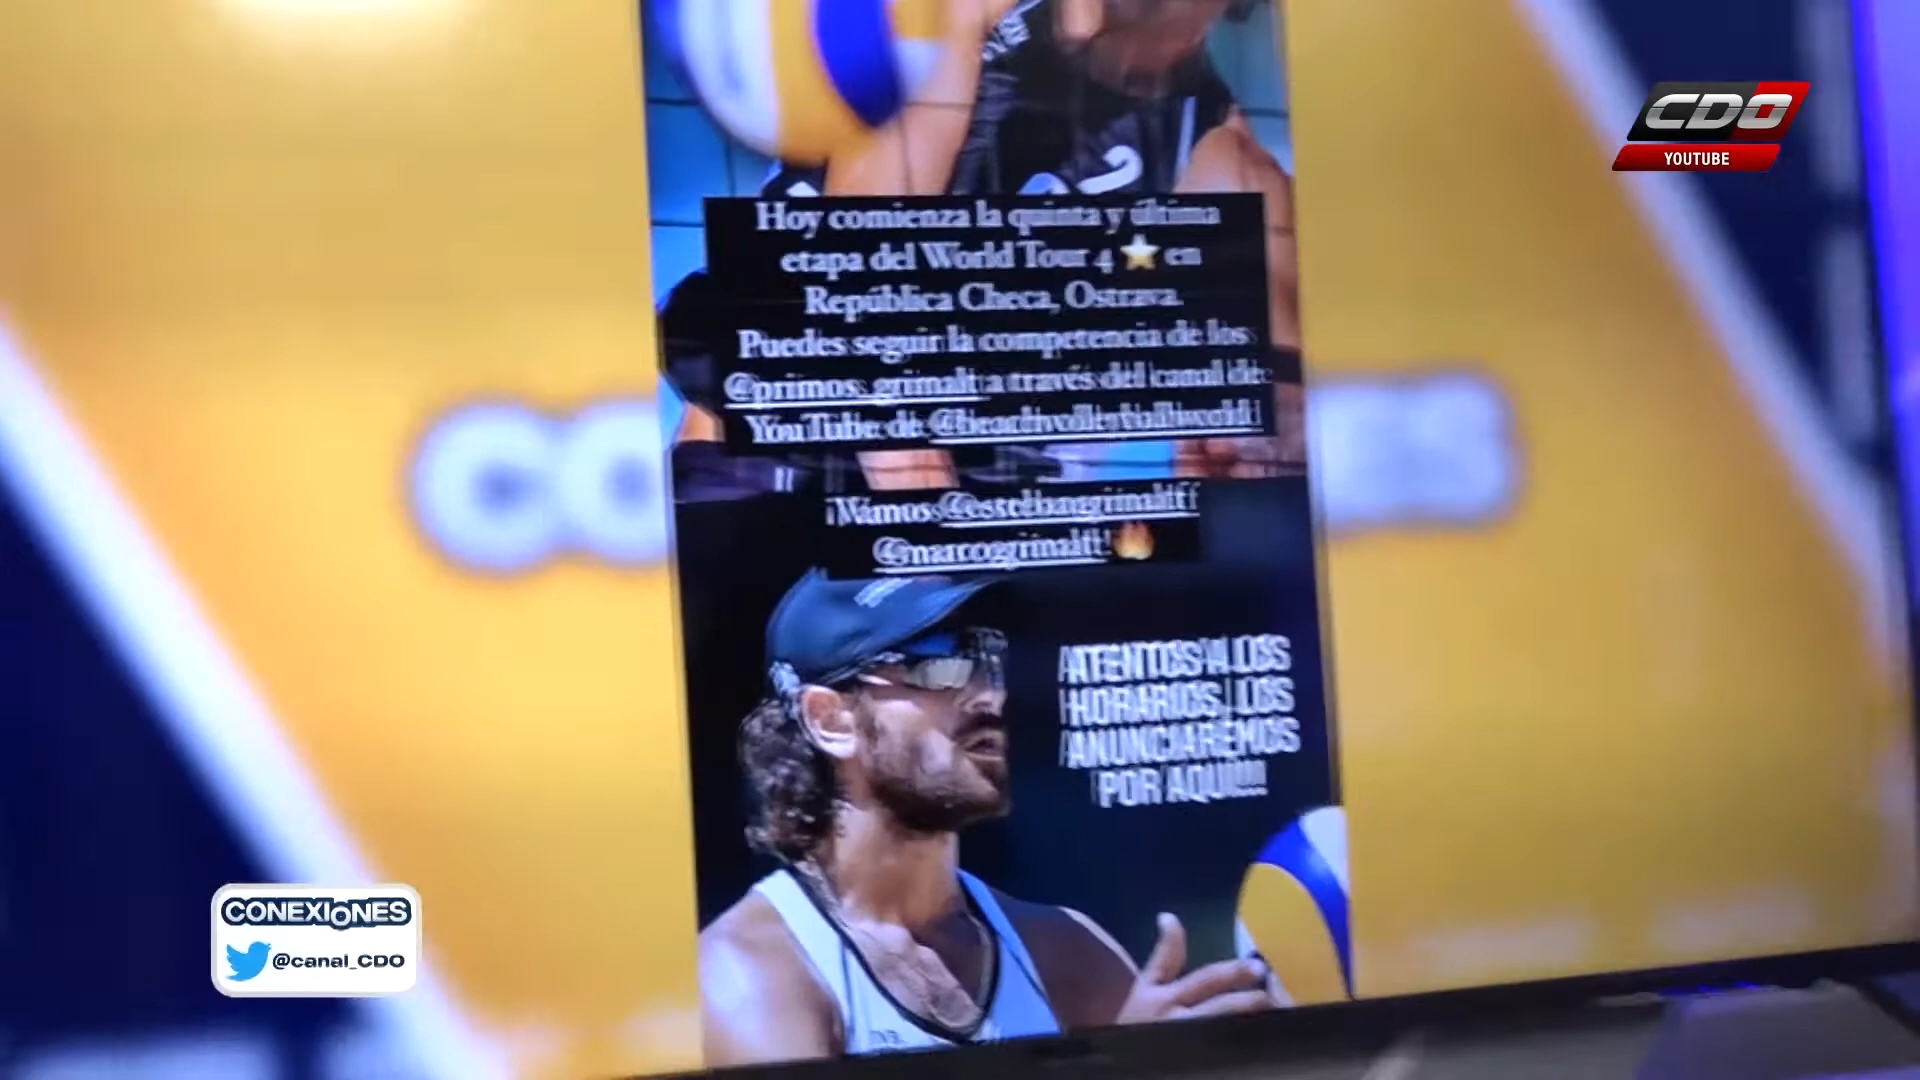 CDO
YOUTUBE
Hoy comienza la quinta y última
etapa del World Tour 4 ⭐ en
República Checa, Ostrava.
Puedes seguir la competencia de los
@primos_grimalt a través del canal de
YouTube de @beachvolleyballworld
¡Vamos @estebangrimaltf
@marcogrimalt! 🔥
ATENTOS A LOS
HORARIOS, LOS
ANUNCIAREMOS
POR AQUÍ...
CONEXIONES
@canal_CDO